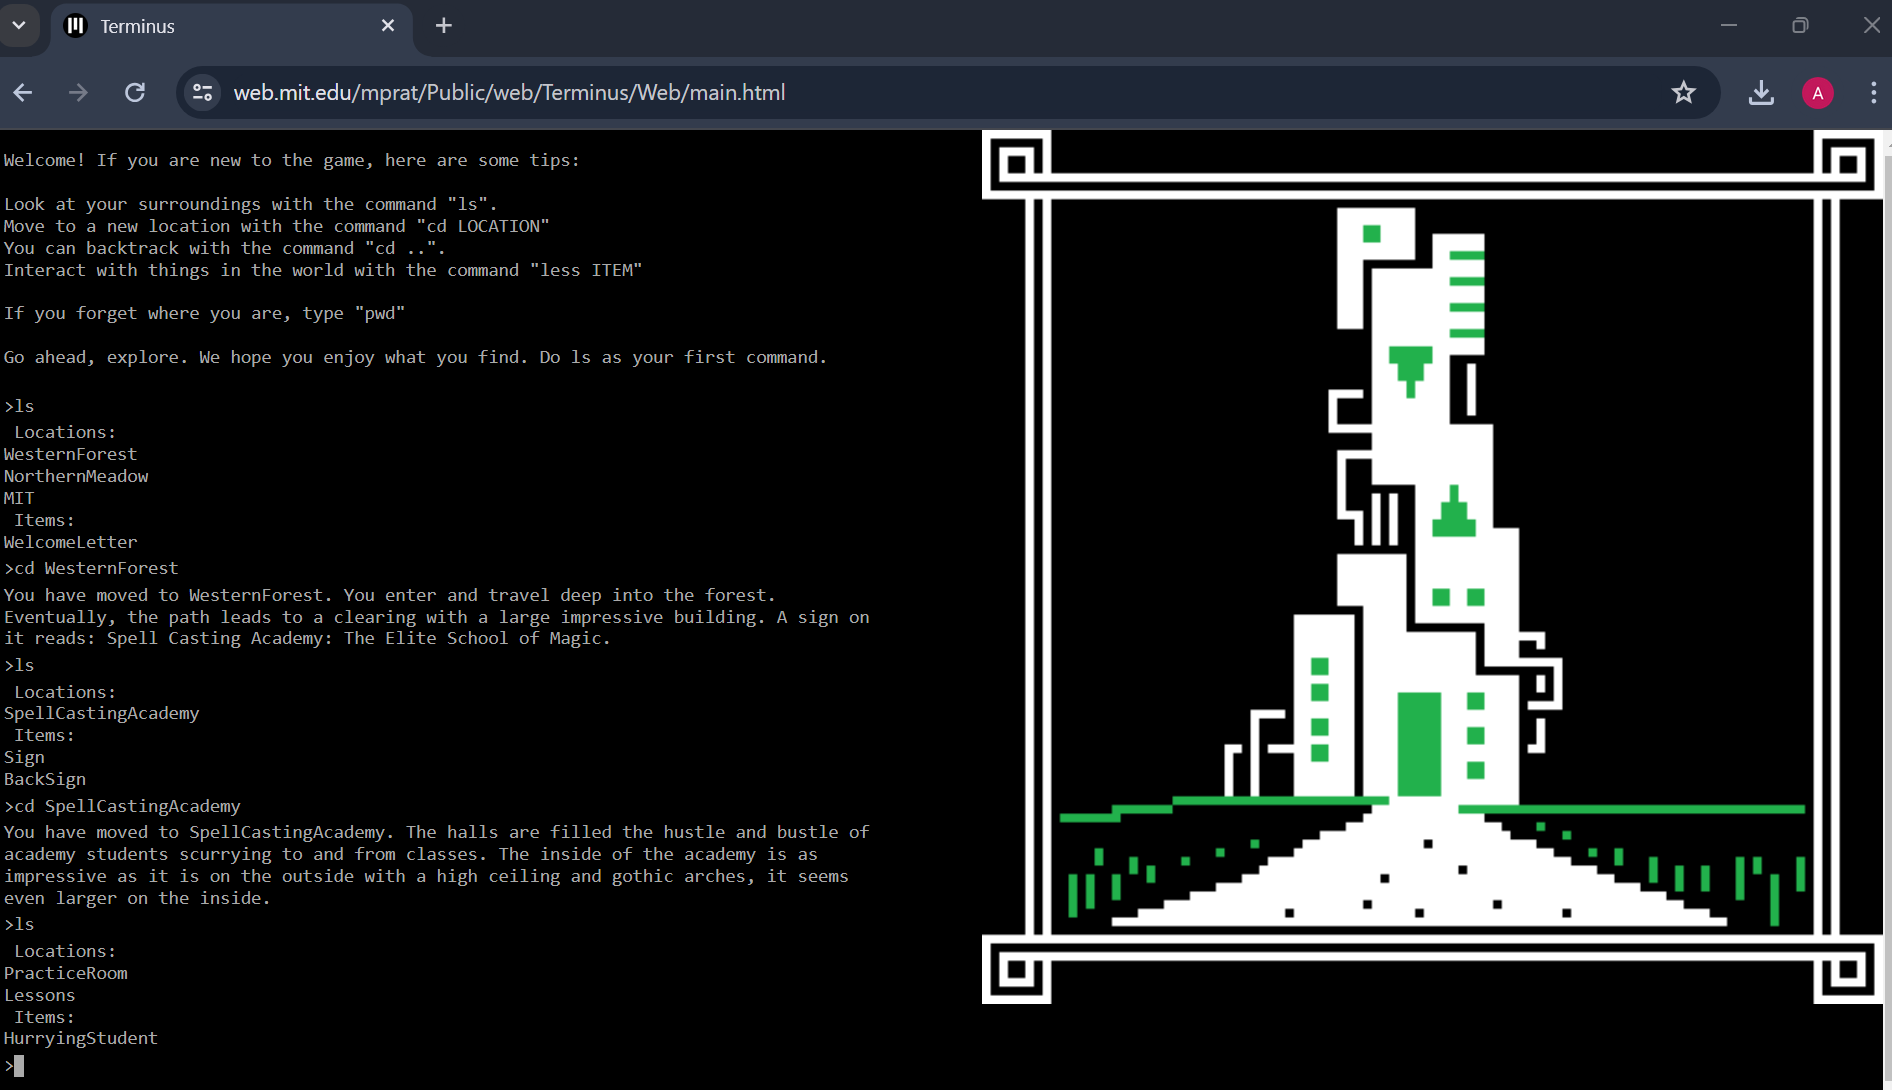 Terminus
web.mit.edu/mprat/Public/web/Terminus/Web/main.html
A
Welcome! If you are new to the game, here are some tips:
Look at your surroundings with the command "ls".
Move to a new location with the command "cd LOCATION"
You can backtrack with the command "cd ..".
Interact with things in the world with the command "less ITEM"
If you forget where you are, type "pwd"
Go ahead, explore. We hope you enjoy what you find. Do ls as your first command.
>ls
Locations:
WesternForest
NorthernMeadow
MIT
Items:
WelcomeLetter
>cd WesternForest
You have moved to WesternForest. You enter and travel deep into the forest.
Eventually, the path leads to a clearing with a large impressive building. A sign on
it reads: Spell Casting Academy: The Elite School of Magic.
>ls
Locations:
SpellCastingAcademy
Items:
Sign
BackSign
>cd SpellCastingAcademy
You have moved to SpellCastingAcademy. The halls are filled the hustle and bustle of
academy students scurrying to and from classes. The inside of the academy is as
impressive as it is on the outside with a high ceiling and gothic arches, it seems
even larger on the inside.
>ls
Locations:
PracticeRoom
Lessons
Items:
HurryingStudent
>